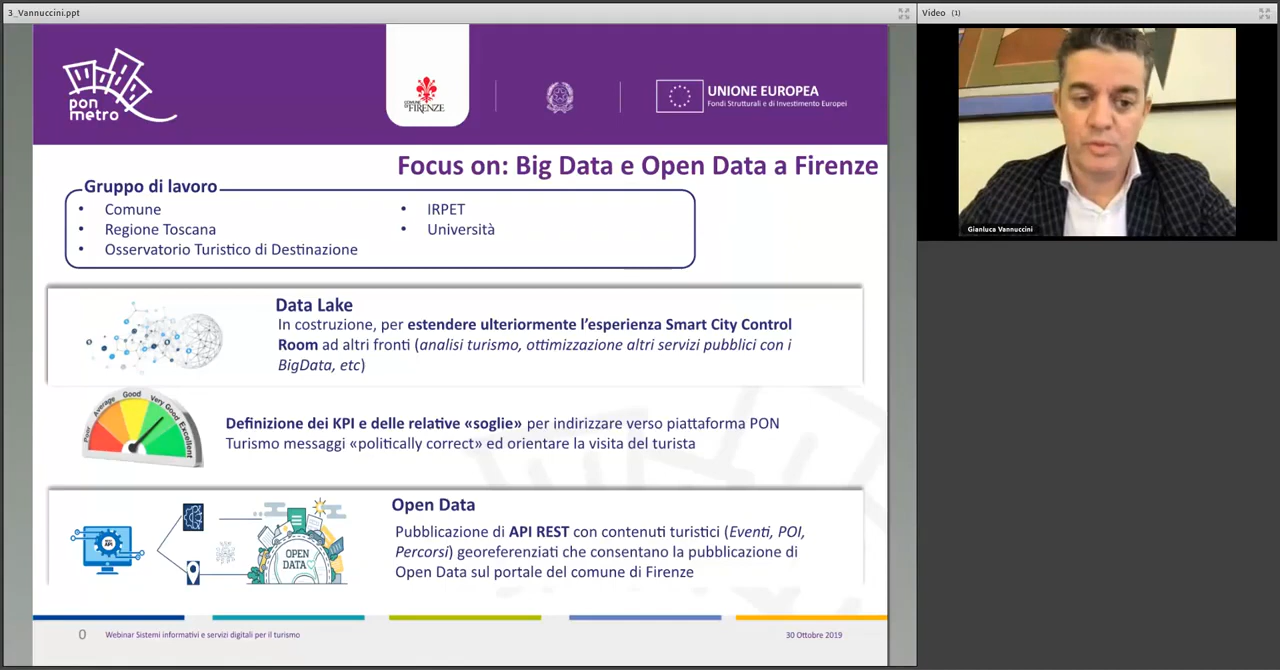 3_Vannuccini.ppt
Video (1)
pon
metro
COMUNE
DI FIRENZE
UNIONE EUROPEA
Fondi Strutturali e di Investimento Europei
Gianluca Vannuccini
Focus on: Big Data e Open Data a Firenze
Gruppo di lavoro
• Comune
• Regione Toscana
• Osservatorio Turistico di Destinazione
• IRPET
• Università
Data Lake
In costruzione, per estendere ulteriormente l’esperienza Smart City Control
Room ad altri fronti (analisi turismo, ottimizzazione altri servizi pubblici con i
BigData, etc)
Poor
Average
Good
Very Good
Excellent
Definizione dei KPI e delle relative «soglie» per indirizzare verso piattaforma PON
Turismo messaggi «politically correct» ed orientare la visita del turista
Open Data
API
OPEN
DATA
Pubblicazione di API REST con contenuti turistici (Eventi, POI,
Percorsi) georeferenziati che consentano la pubblicazione di
Open Data sul portale del comune di Firenze
0
Webinar Sistemi informativi e servizi digitali per il turismo
30 Ottobre 2019